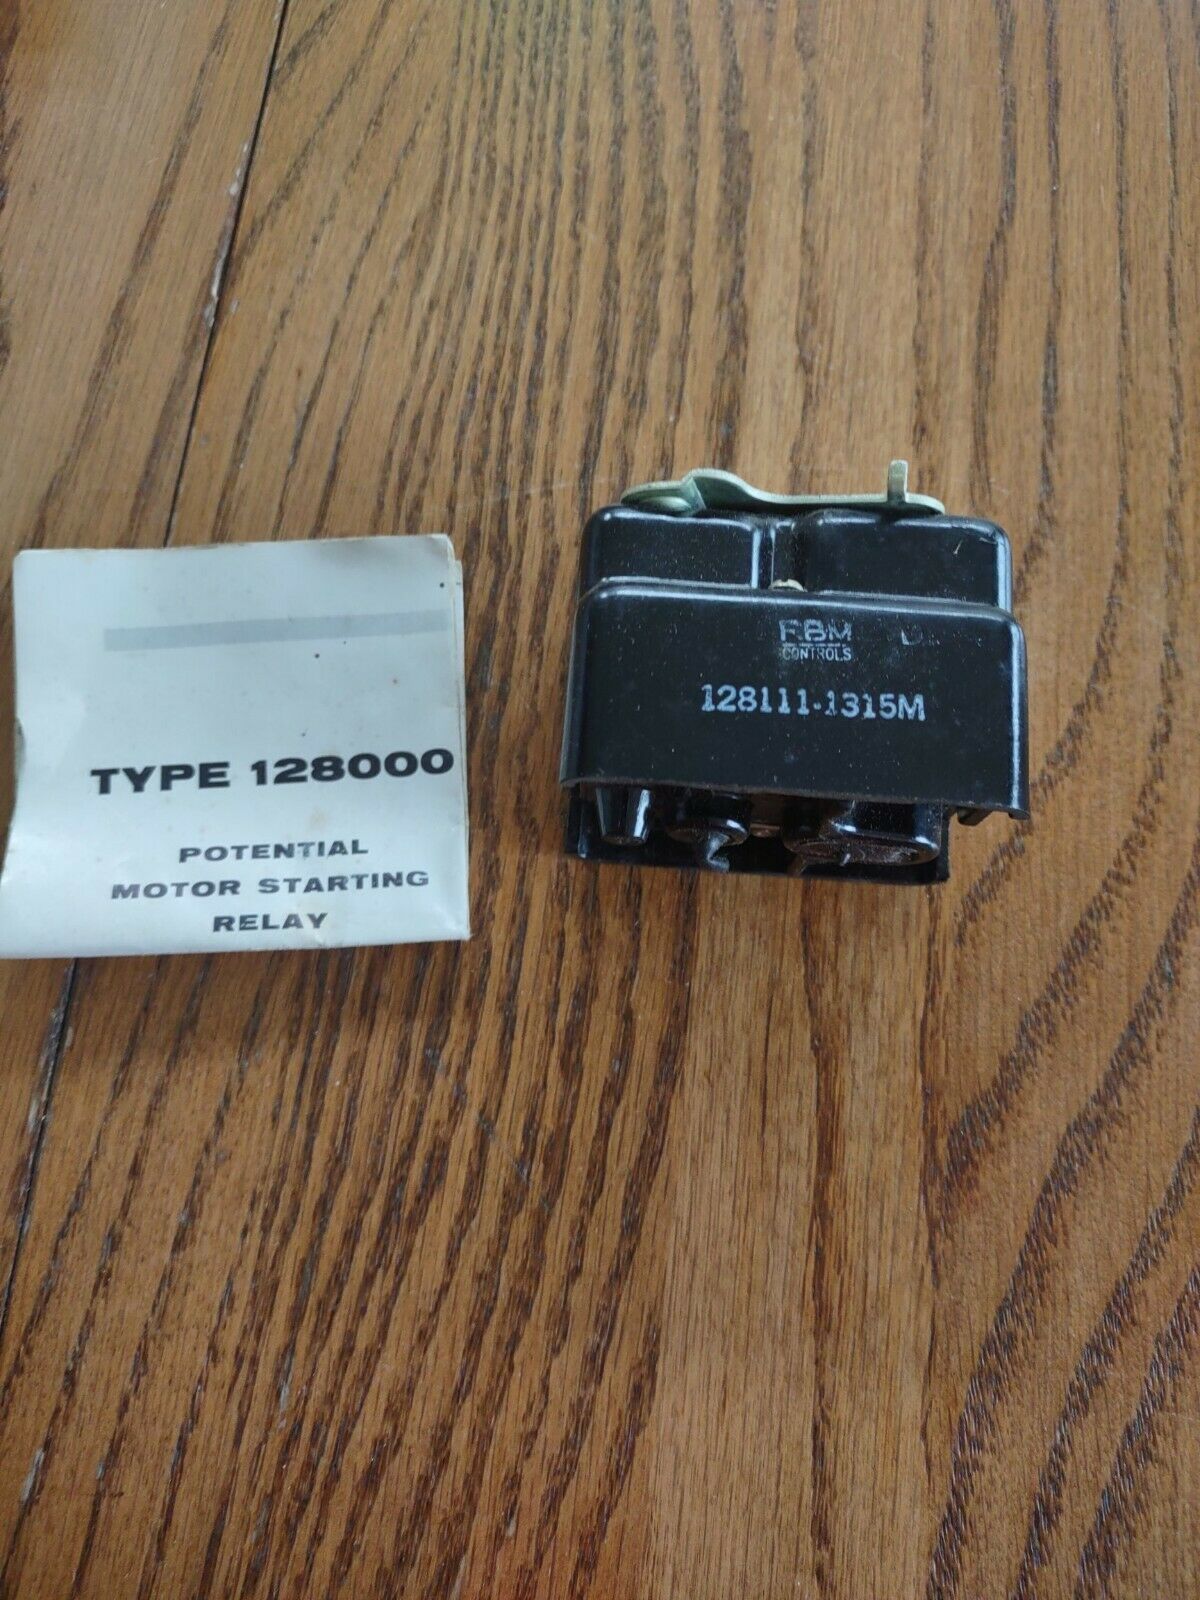 TYPE 128000
POTENTIAL
MOTOR STARTING
RELAY
RBM
CONTROLS
128111-1315M